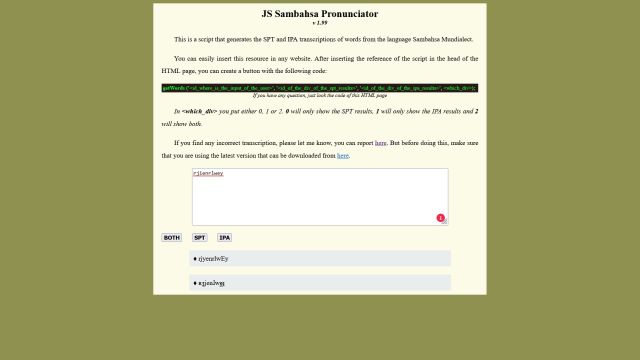 JS Sambahsa Pronunciator
v 1.99
This is a script that generates the SPT and IPA transcriptions of words from the language Sambahsa Mundialect.
You can easily insert this resource in any website. After inserting the reference of the script in the head of the
HTML page, you can create a button with the following code:
getWords ("<id_where_is_the_input_of_the_user>", "<id_of_the_div_of_the_spt_results>", "<id_of_the_div_of_the_ipa_results>", <which_div>);
If you have any question, just look the code of this HTML page
In <which_div> you put either 0, 1 or 2. 0 will only show the SPT results, 1 will only show the IPA results and 2
will show both.
If you find any incorrect transcription, please let me know, you can report here. But before doing this, make sure
that you are using the latest version that can be downloaded from here.
1
BOTH SPT IPA
♦ rjyenrlwEy